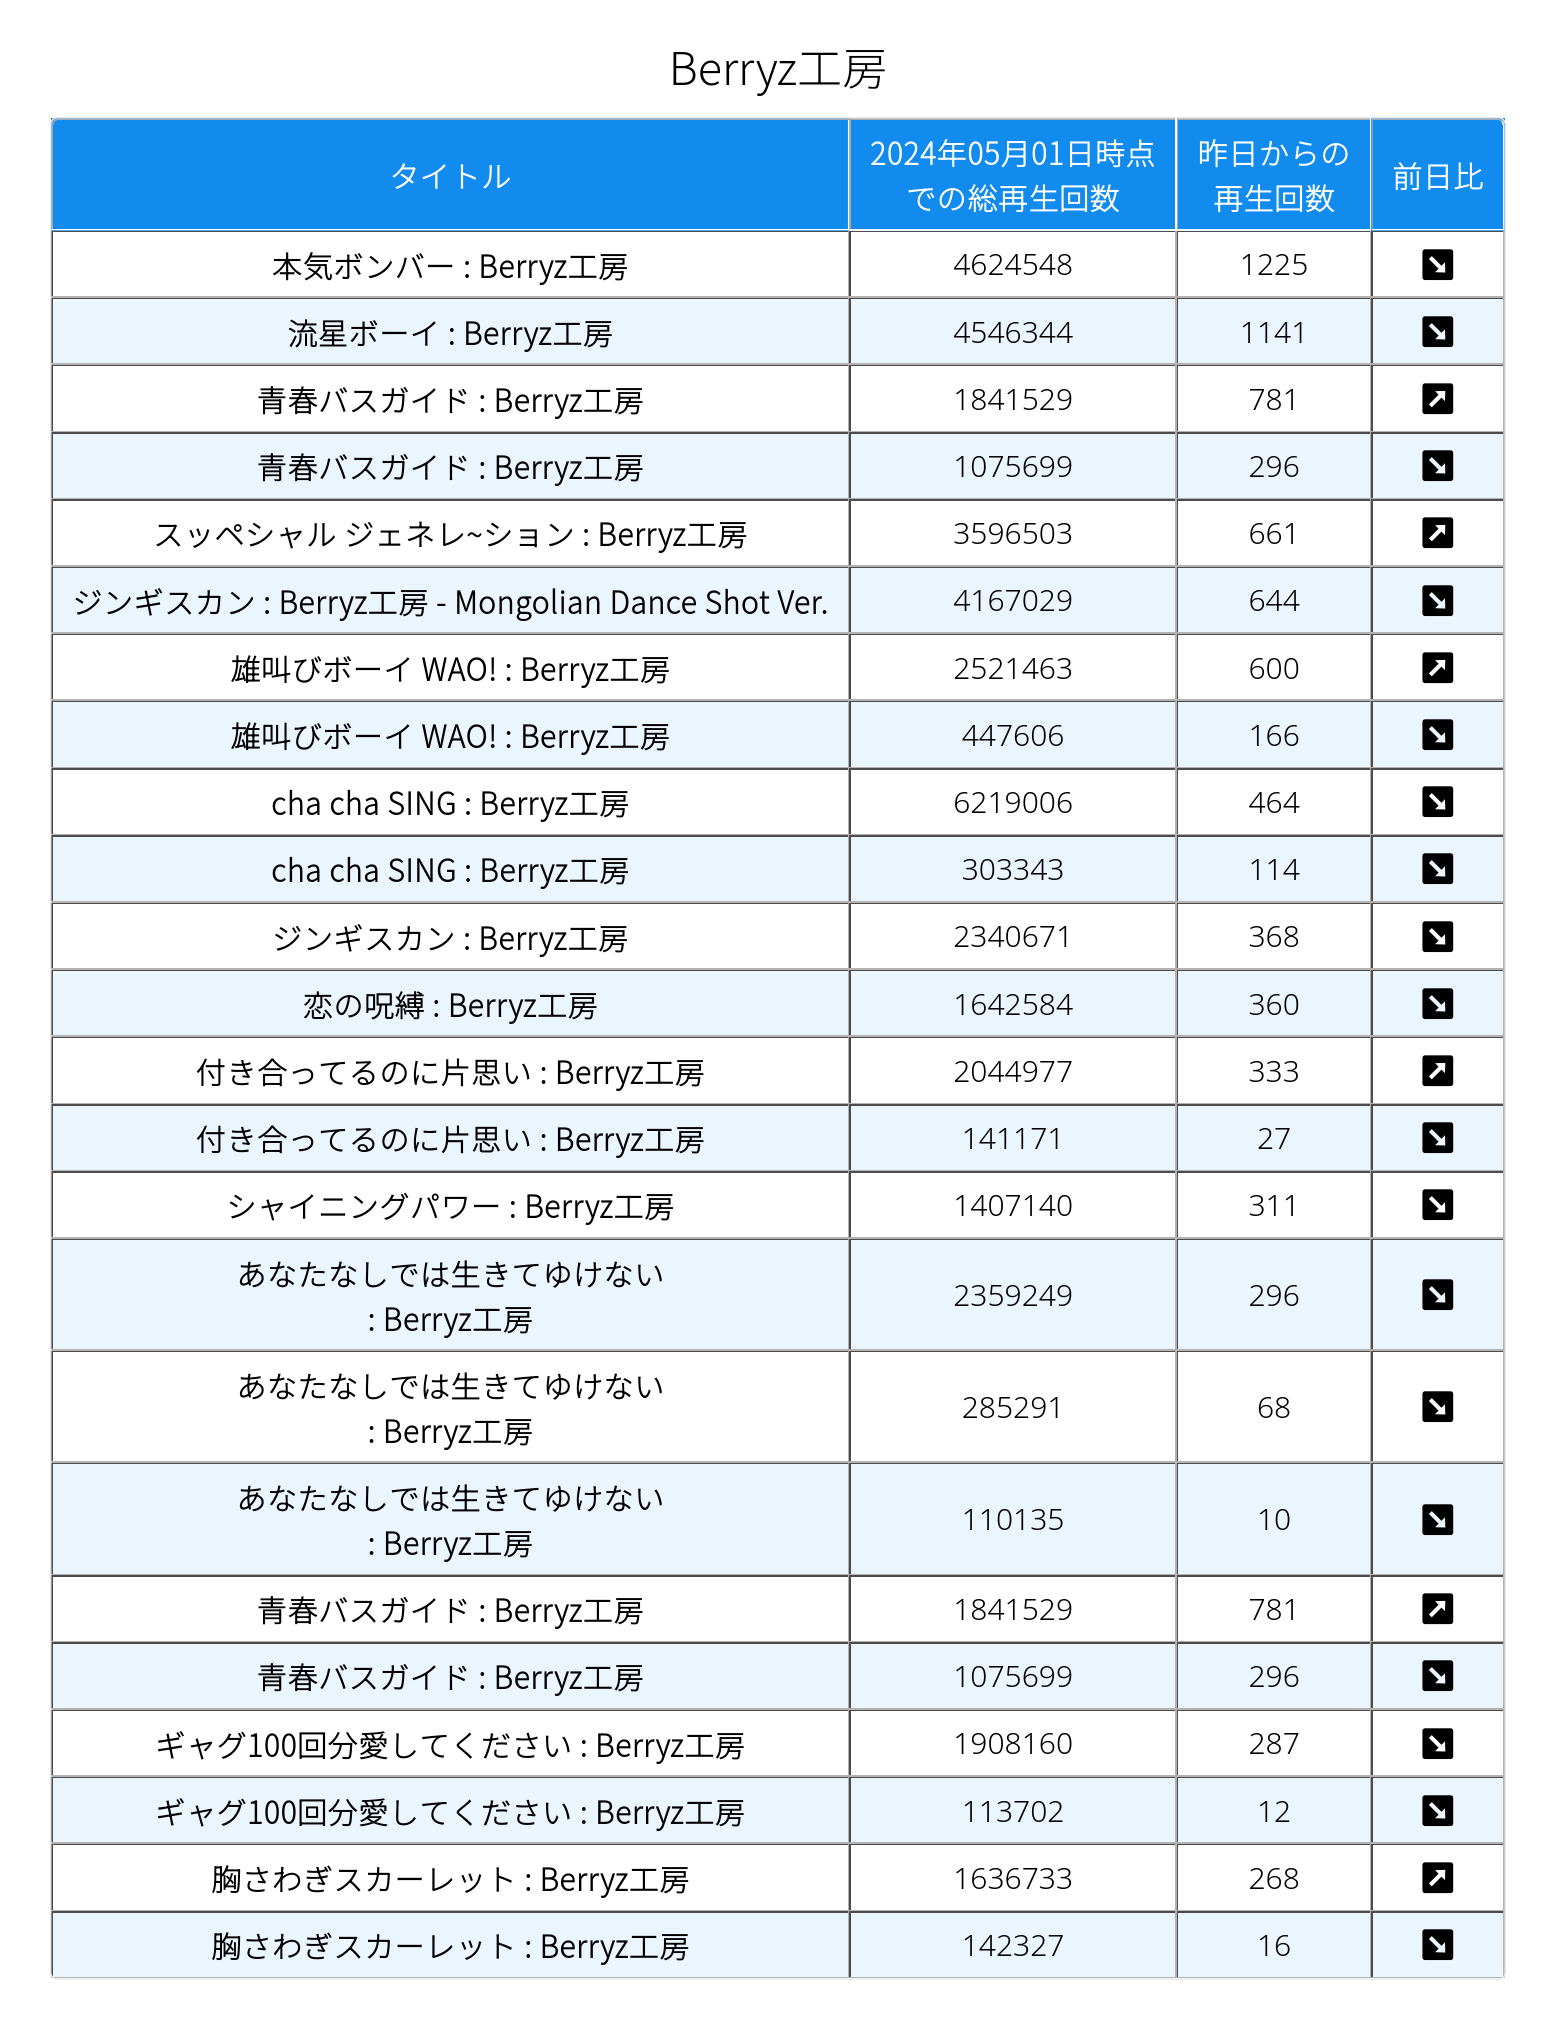 Berryz工房
タイトル
2024年05月01日時点
での総再生回数
昨日からの
再生回数
前日比
本気ボンバー : Berryz工房 4624548 1225 ↘
流星ボーイ : Berryz工房 4546344 1141 ↘
青春バスガイド : Berryz工房 1841529 781 ↗
青春バスガイド : Berryz工房 1075699 296 ↘
スッペシャル ジェネレ~ション : Berryz工房 3596503 661 ↗
ジンギスカン : Berryz工房 - Mongolian Dance Shot Ver. 4167029 644 ↘
雄叫びボーイ WAO! : Berryz工房 2521463 600 ↗
雄叫びボーイ WAO! : Berryz工房 447606 166 ↘
cha cha SING : Berryz工房 6219006 464 ↘
cha cha SING : Berryz工房 303343 114 ↘
ジンギスカン : Berryz工房 2340671 368 ↘
恋の呪縛 : Berryz工房 1642584 360 ↘
付き合ってるのに片思い : Berryz工房 2044977 333 ↗
付き合ってるのに片思い : Berryz工房 141171 27 ↘
シャイニングパワー : Berryz工房 1407140 311 ↘
あなたなしでは生きてゆけない
: Berryz工房 2359249 296 ↘
あなたなしでは生きてゆけない
: Berryz工房 285291 68 ↘
あなたなしでは生きてゆけない
: Berryz工房 110135 10 ↘
青春バスガイド : Berryz工房 1841529 781 ↗
青春バスガイド : Berryz工房 1075699 296 ↘
ギャグ100回分愛してください : Berryz工房 1908160 287 ↘
ギャグ100回分愛してください : Berryz工房 113702 12 ↘
胸さわぎスカーレット : Berryz工房 1636733 268 ↗
胸さわぎスカーレット : Berryz工房 142327 16 ↘